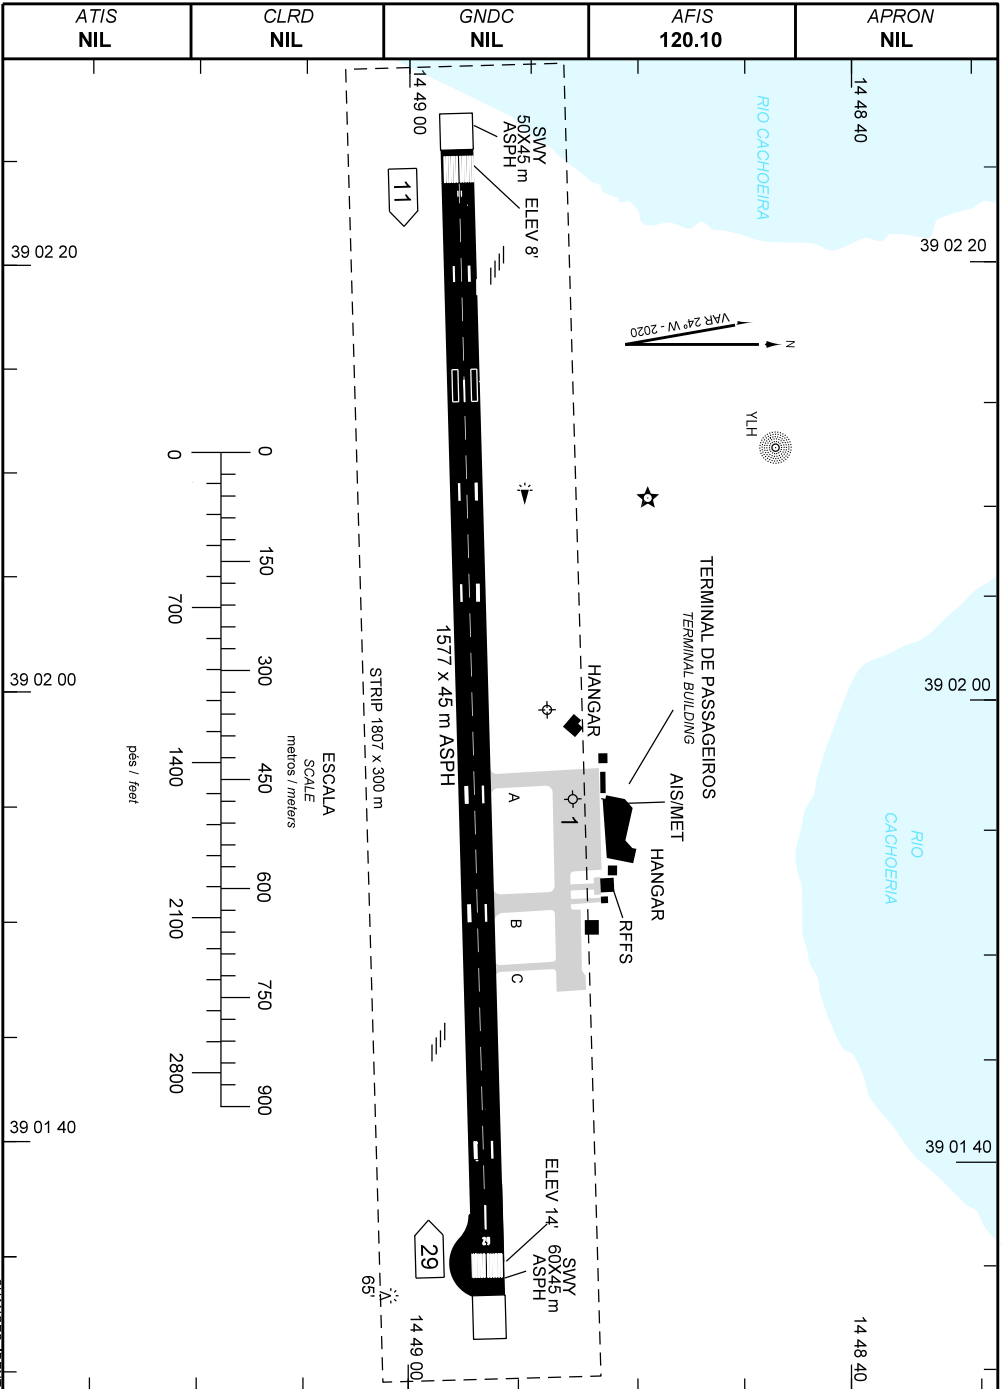 ATIS
NIL
CLRD
NIL
GNDC
NIL
AFIS
120.10
APRON
NIL
14 49 00
14 48 40
SWY
50X45 m
ASPH
RIO CACHOEIRA
11
ELEV 8'
39 02 20
39 02 20
VAR 24° W - 2020
N
YLH
0
0
150
700
300
1400
450
600
2100
750
2800
900
ESCALA
SCALE
metros / meters
pés / feet
STRIP 1807 x 300 m
1577 x 45 m ASPH
TERMINAL DE PASSAGEIROS
TERMINAL BUILDING
HANGAR
AIS/MET
HANGAR
RFFS
39 02 00
39 02 00
A
1
B
C
RIO
CACHOERIA
39 01 40
39 01 40
ELEV 14'
SWY
60X45 m
ASPH
29
29
65'
14 49 00
14 48 40